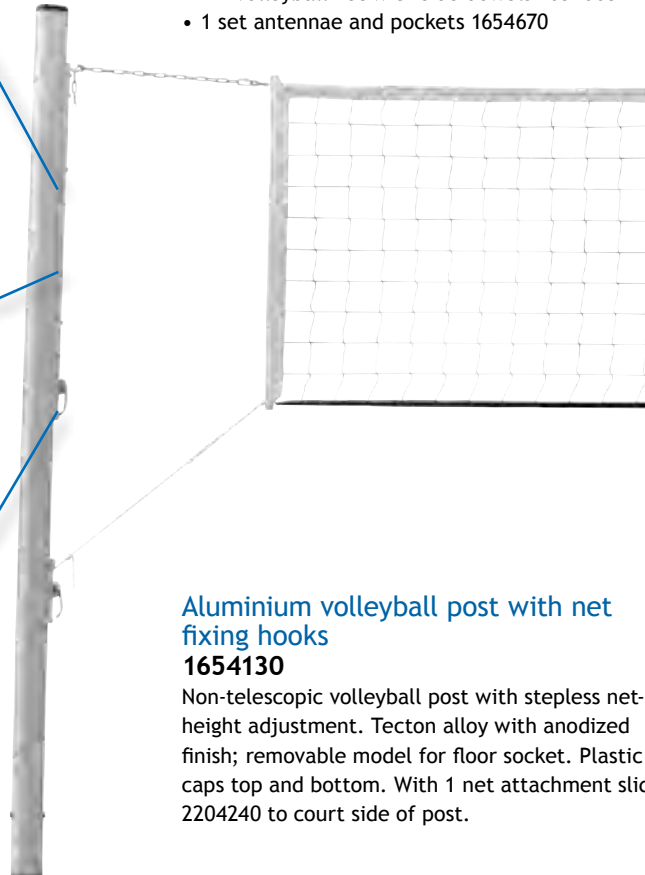 • 1 set antennae and pockets 1654670
Aluminium volleyball post with net
fixing hooks
1654130
Non-telescopic volleyball post with stepless net-
height adjustment. Tecton alloy with anodized
finish; removable model for floor socket. Plastic
caps top and bottom. With 1 net attachment
2204240 to court side of post.